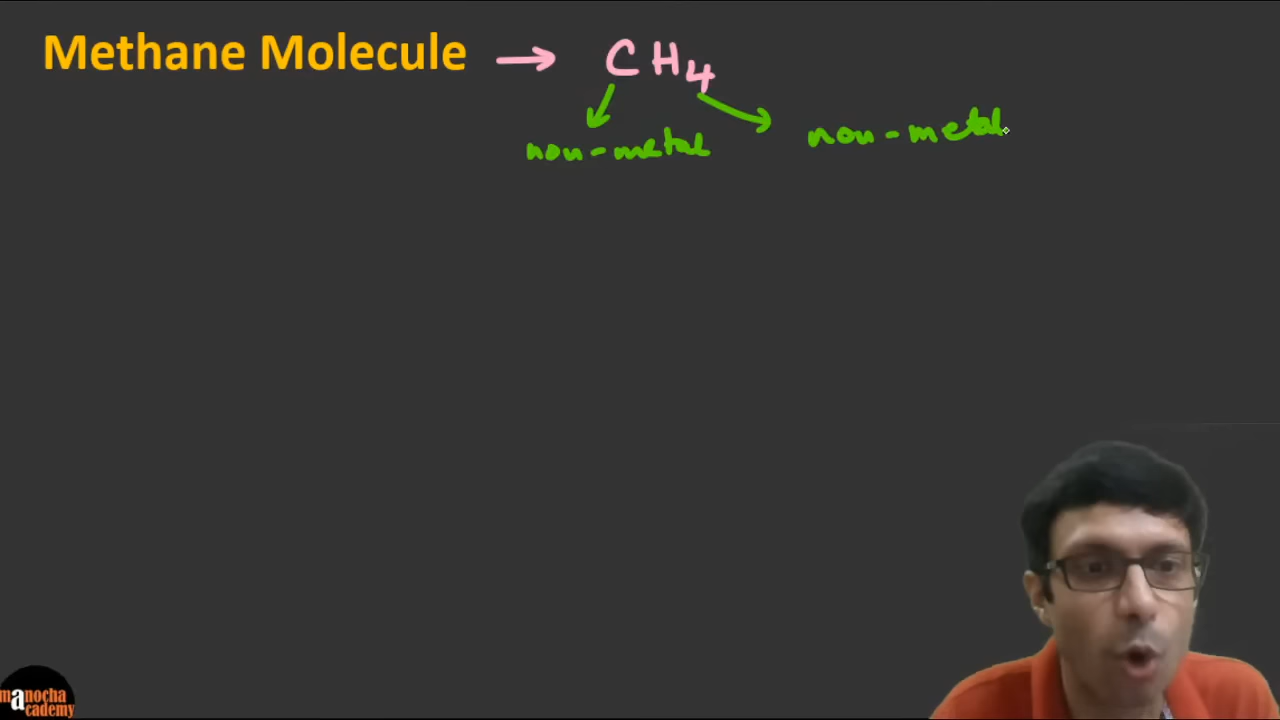 Methane Molecule → CH₄
non-metal
non-metal
manocha
academy